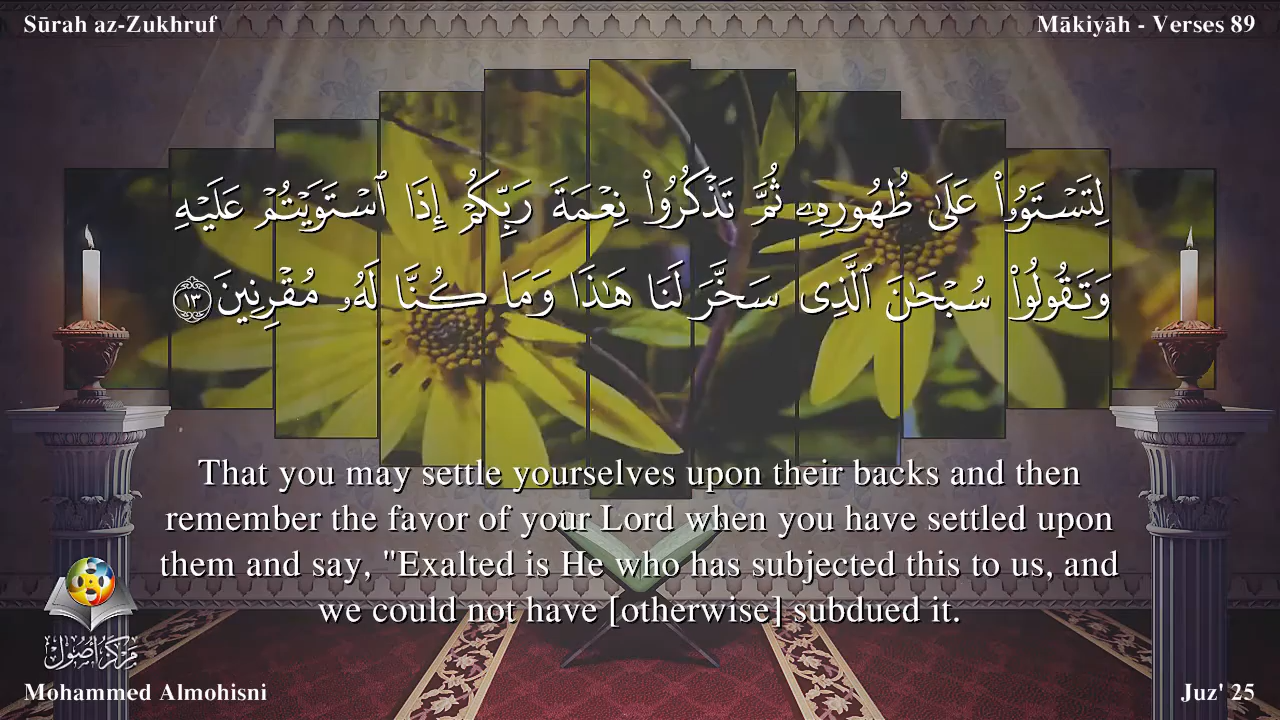 Sūrah az-Zukhruf
Mākiyāh - Verses 89
لِتَسْتَوُۥا۟ عَلَىٰ ظُهُورِهِۦ ثُمَّ تَذْكُرُوا۟ نِعْمَةَ رَبِّكُمْ إِذَا ٱسْتَوَيْتُمْ عَلَيْهِ
وَتَقُولُوا۟ سُبْحَـٰنَ ٱلَّذِى سَخَّرَ لَنَا هَـٰذَا وَمَا كُنَّا لَهُۥ مُقْرِنِينَ ١٣
That you may settle yourselves upon their backs and then
remember the favor of your Lord when you have settled upon
them and say, "Exalted is He who has subjected this to us, and
we could not have [otherwise] subdued it.
مركز أصول
Mohammed Almohisni
Juz' 25